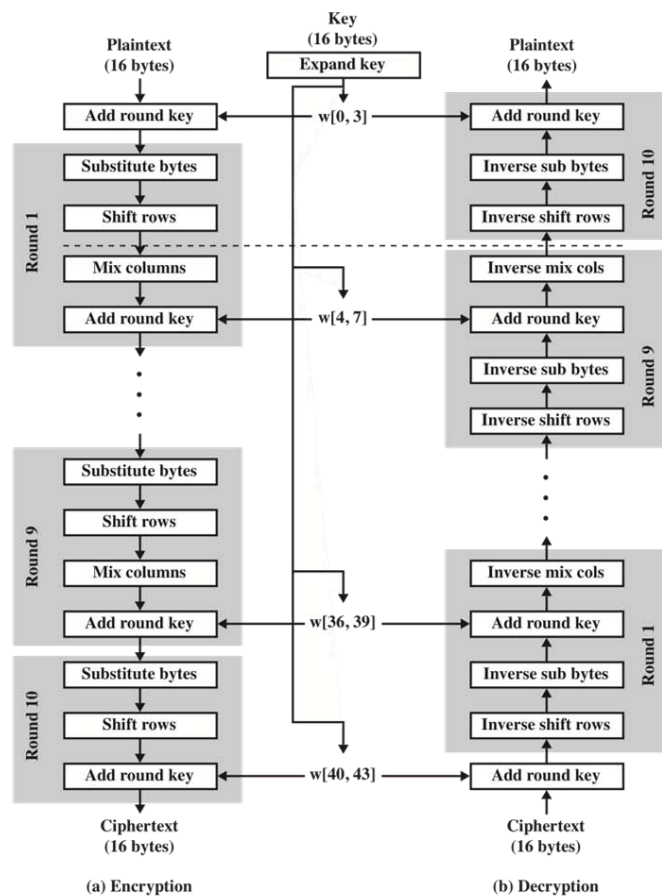 Key
(16 bytes)
Expand key
Plaintext
(16 bytes)
Add round key
Substitute bytes
Shift rows
Mix columns
Add round key
Round 1
Substitute bytes
Shift rows
Mix columns
Add round key
Round 9
Substitute bytes
Shift rows
Add round key
Round 10
Ciphertext
(16 bytes)
(a) Encryption
w[0, 3]
w[4, 7]
w[36, 39]
w[40, 43]
Plaintext
(16 bytes)
Add round key
Inverse sub bytes
Inverse shift rows
Round 10
Inverse mix cols
Add round key
Inverse sub bytes
Inverse shift rows
Round 9
Inverse mix cols
Add round key
Inverse sub bytes
Inverse shift rows
Round 1
Add round key
Ciphertext
(16 bytes)
(b) Decryption